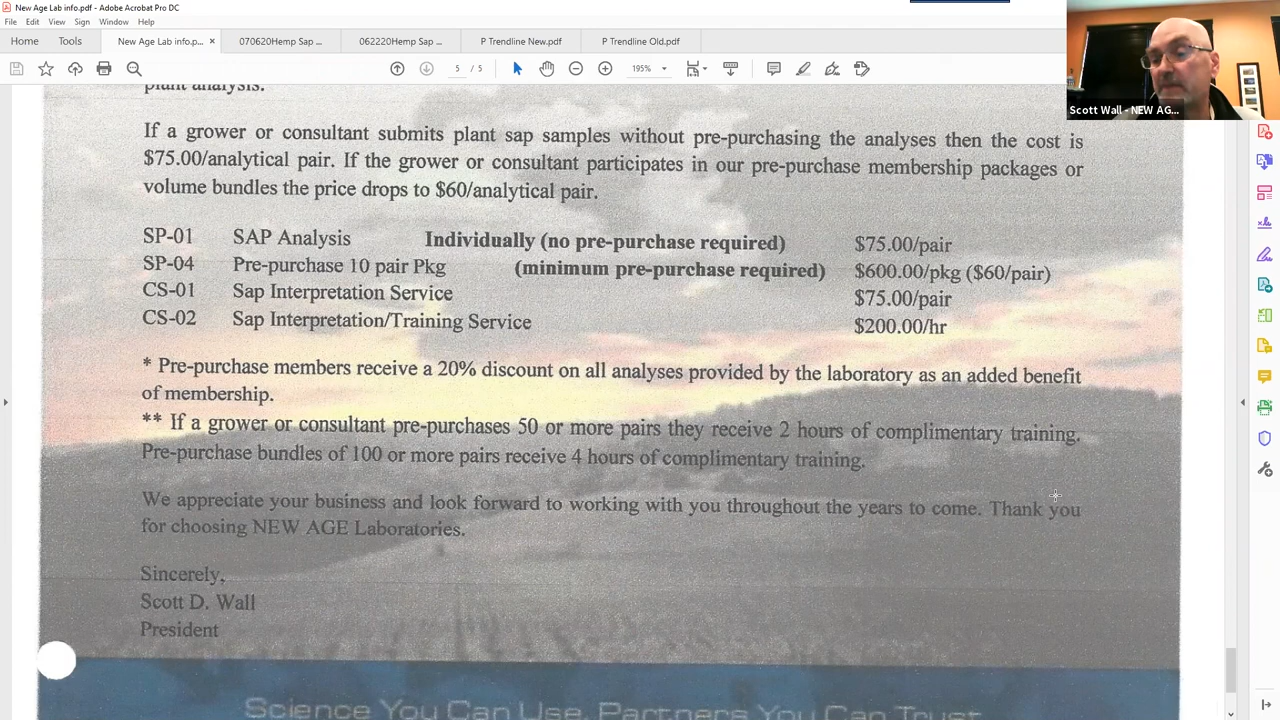 New Age Lab info.pdf - Adobe Acrobat Pro DC
File Edit View Sign Window Help
Home Tools New Age Lab info.p... × 070620Hemp Sap ... 062220Hemp Sap ... P Trendline New.pdf P Trendline Old.pdf
5 / 5 195%
Scott Wall - NEW AG...
plant analysis.
If a grower or consultant submits plant sap samples without pre-purchasing the analyses then the cost is
$75.00/analytical pair. If the grower or consultant participates in our pre-purchase membership packages or
volume bundles the price drops to $60/analytical pair.
SP-01 SAP Analysis Individually (no pre-purchase required) $75.00/pair
SP-04 Pre-purchase 10 pair Pkg (minimum pre-purchase required) $600.00/pkg ($60/pair)
CS-01 Sap Interpretation Service $75.00/pair
CS-02 Sap Interpretation/Training Service $200.00/hr
* Pre-purchase members receive a 20% discount on all analyses provided by the laboratory as an added benefit
of membership.
** If a grower or consultant pre-purchases 50 or more pairs they receive 2 hours of complimentary training.
Pre-purchase bundles of 100 or more pairs receive 4 hours of complimentary training.
We appreciate your business and look forward to working with you throughout the years to come. Thank you
for choosing NEW AGE Laboratories.
Sincerely,
Scott D. Wall
President
Science You Can Use, Partners You Can Trust